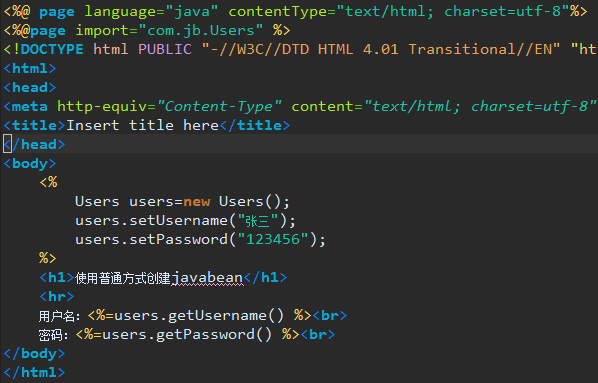 <%@ page language="java" contentType="text/html; charset=utf-8"%>
<%@page import="com.jb.Users" %>
<!DOCTYPE html PUBLIC "-//W3C//DTD HTML 4.01 Transitional//EN" "ht
<html>
<head>
<meta http-equiv="Content-Type" content="text/html; charset=utf-8"
<title>Insert title here</title>
</head>
<body>
<%
Users users=new Users();
users.setUsername("张三");
users.setPassword("123456");
%>
<h1>使用普通方式创建javabean</h1>
<hr>
用户名：<%=users.getUsername() %><br>
密码：<%=users.getPassword() %><br>
</body>
</html>